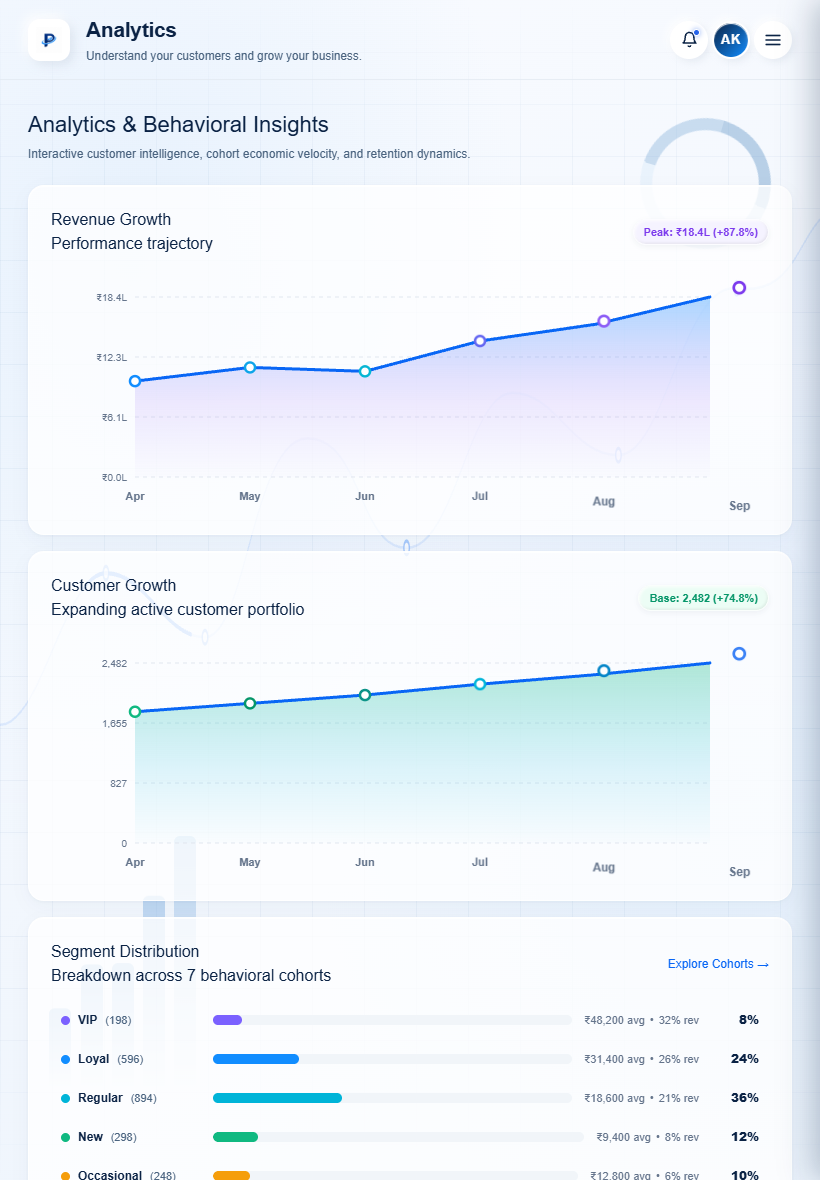 P
Analytics
Understand your customers and grow your business.
AK
Analytics & Behavioral Insights
Interactive customer intelligence, cohort economic velocity, and retention dynamics.
Revenue Growth
Performance trajectory
Peak: ₹18.4L (+87.8%)
₹18.4L
₹12.3L
₹6.1L
₹0.0L
Apr May Jun Jul Aug Sep
Customer Growth
Expanding active customer portfolio
Base: 2,482 (+74.8%)
2,482
1,655
827
0
Apr May Jun Jul Aug Sep
Segment Distribution
Breakdown across 7 behavioral cohorts
Explore Cohorts →
VIP (198) ₹48,200 avg • 32% rev 8%
Loyal (596) ₹31,400 avg • 26% rev 24%
Regular (894) ₹18,600 avg • 21% rev 36%
New (298) ₹9,400 avg • 8% rev 12%
Occasional (248) ₹12,800 avg • 6% rev 10%